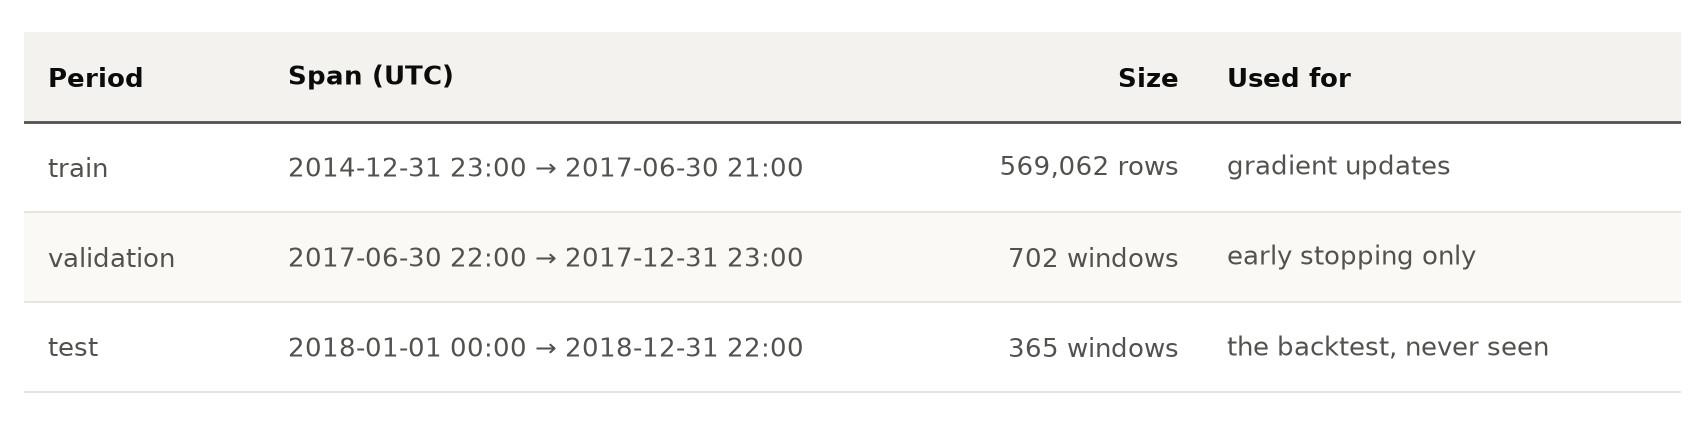 Period Span (UTC) Size Used for
train 2014-12-31 23:00 → 2017-06-30 21:00 569,062 rows gradient updates
validation 2017-06-30 22:00 → 2017-12-31 23:00 702 windows early stopping only
test 2018-01-01 00:00 → 2018-12-31 22:00 365 windows the backtest, never seen